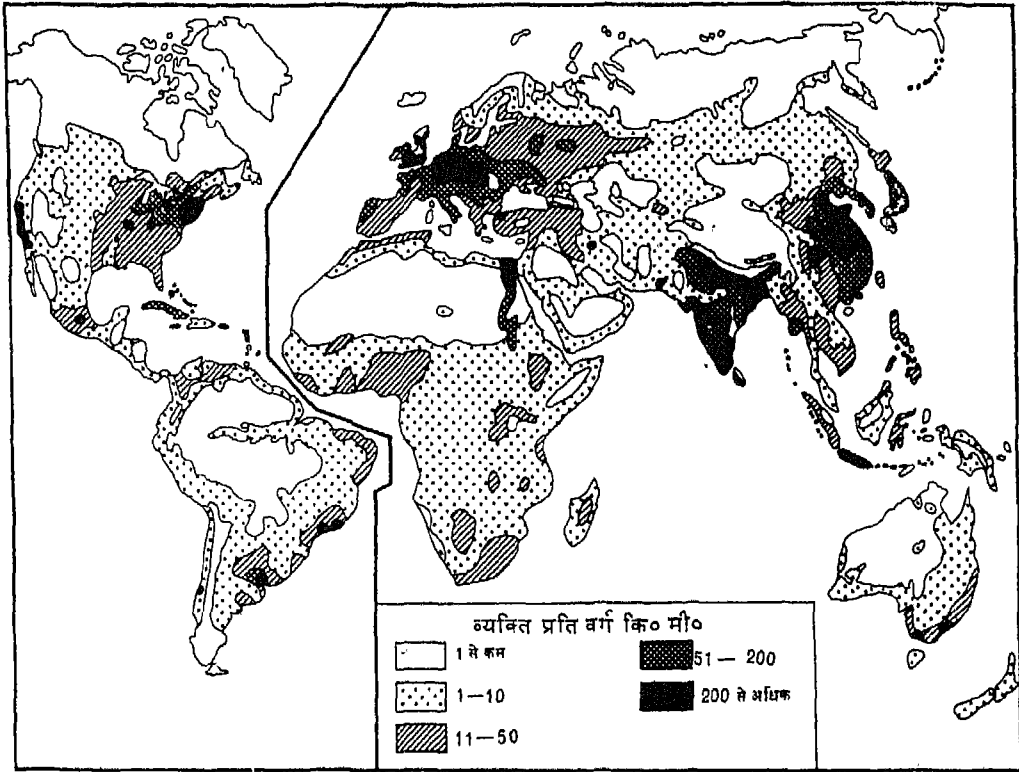 व्यक्ति प्रति वर्ग कि० मी०
1 से कम
1—10
11—50
51 — 200
200 से अधिक